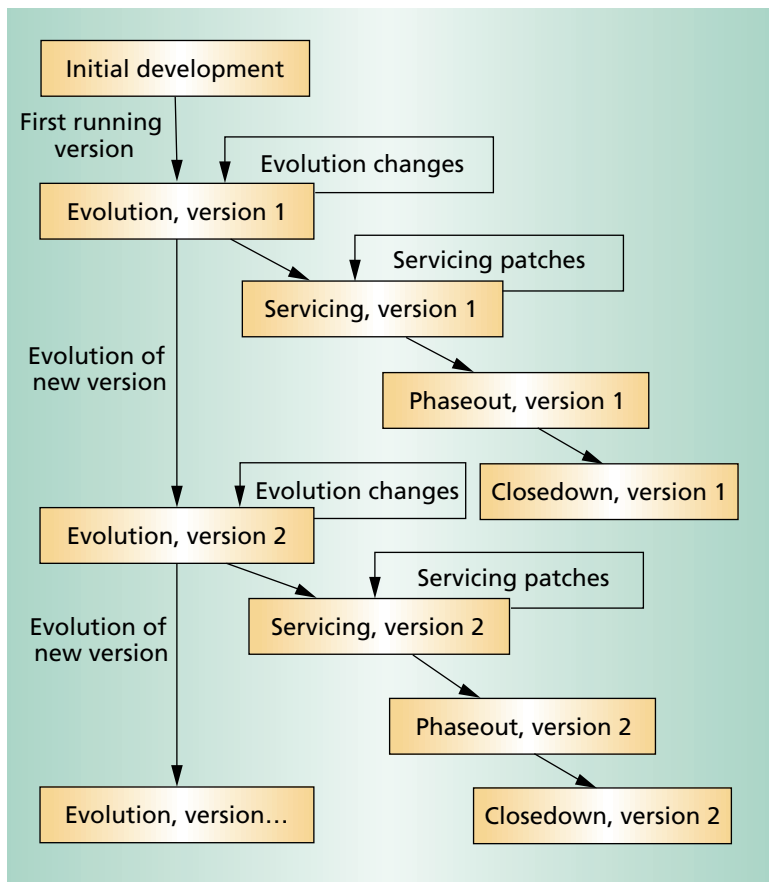 Initial development
First running
version
Evolution changes
Evolution, version 1
Servicing patches
Servicing, version 1
Evolution of
new version
Phaseout, version 1
Closedown, version 1
Evolution changes
Evolution, version 2
Servicing patches
Servicing, version 2
Evolution of
new version
Phaseout, version 2
Evolution, version…
Closedown, version 2